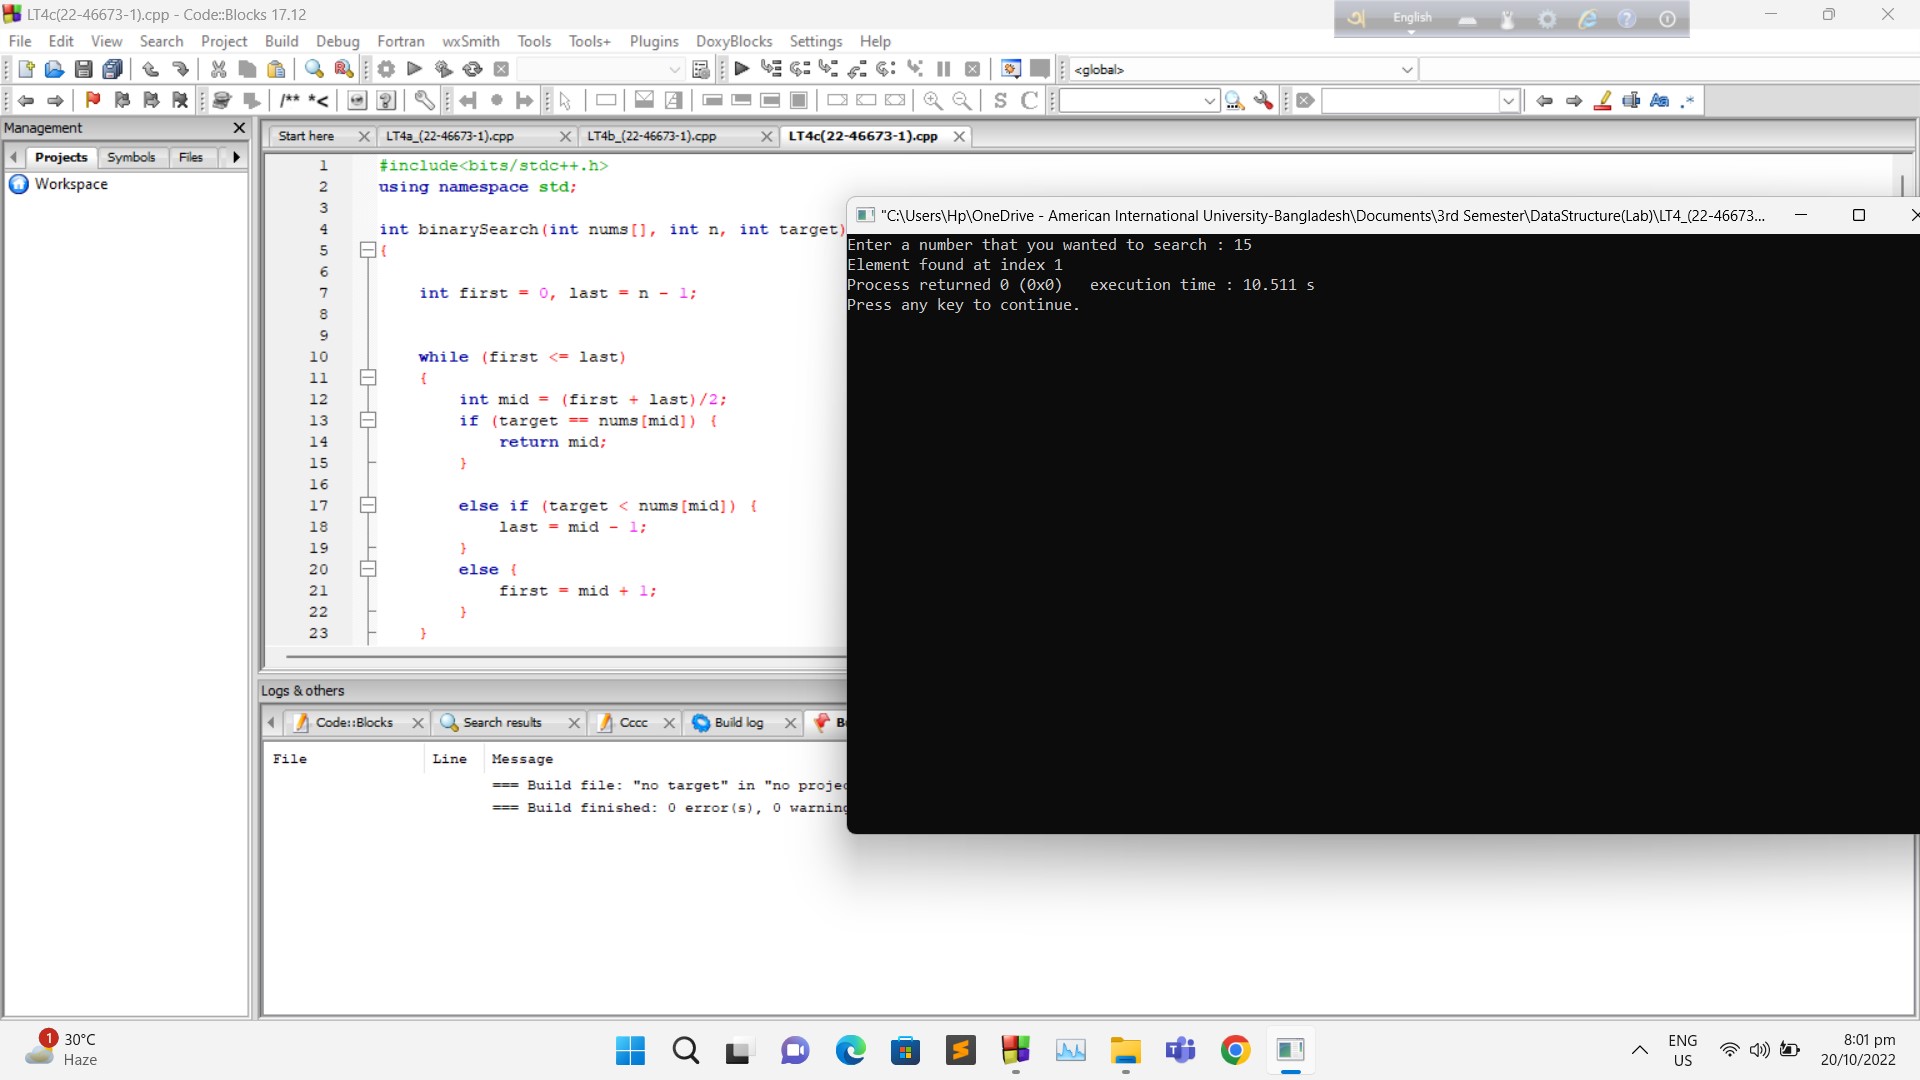 LT4c(22-46673-1).cpp - Code::Blocks 17.12
English
File Edit View Search Project Build Debug Fortran wxSmith Tools Tools+ Plugins DoxyBlocks Settings Help
<global>
/** *<
S C
Aa .*
Management
Projects Symbols Files
Workspace
Start here LT4a_(22-46673-1).cpp LT4b_(22-46673-1).cpp LT4c(22-46673-1).cpp
1 #include<bits/stdc++.h>
2 using namespace std;
3
4 int binarySearch(int nums[], int n, int target)
5 {
6
7 int first = 0, last = n - 1;
8
9
10 while (first <= last)
11 {
12 int mid = (first + last)/2;
13 if (target == nums[mid]) {
14 return mid;
15 }
16
17 else if (target < nums[mid]) {
18 last = mid - 1;
19 }
20 else {
21 first = mid + 1;
22 }
23 }
"C:\Users\Hp\OneDrive - American International University-Bangladesh\Documents\3rd Semester\DataStructure(Lab)\LT4_(22-46673...
Enter a number that you wanted to search : 15
Element found at index 1
Process returned 0 (0x0) execution time : 10.511 s
Press any key to continue.
Logs & others
Code::Blocks Search results Cccc Build log
File Line Message
=== Build file: "no target" in "no projec
=== Build finished: 0 error(s), 0 warning
1
30°C
Haze
ENG
US
8:01 pm
20/10/2022